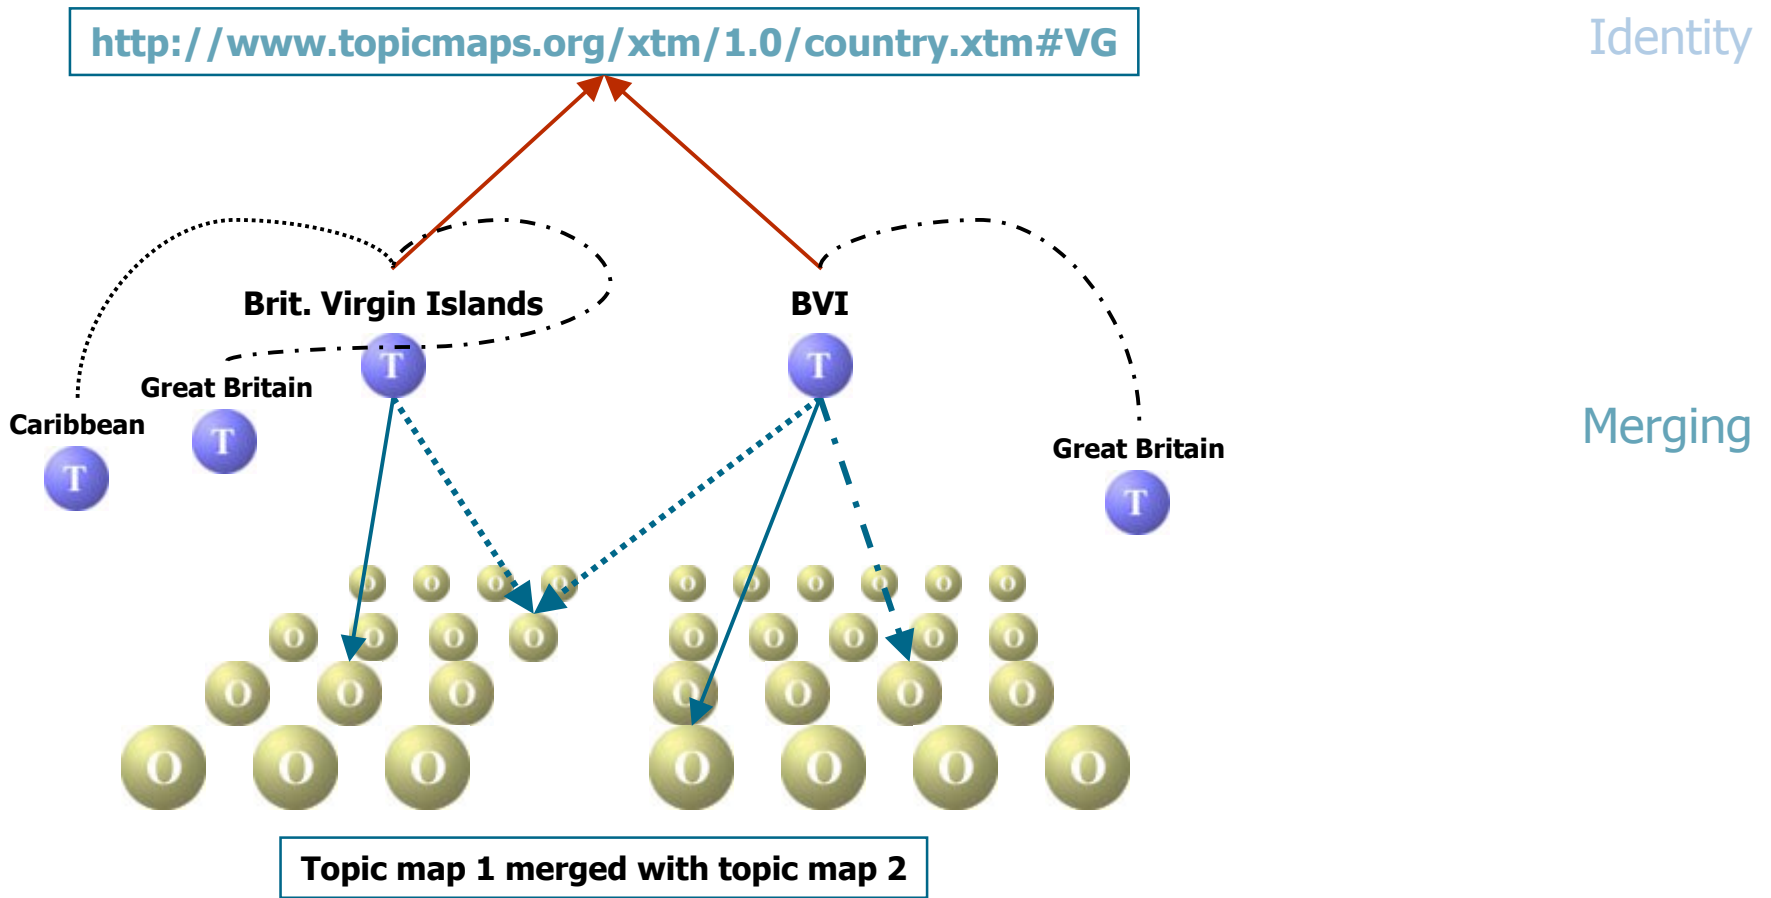 http://www.topicmaps.org/xtm/1.0/country.xtm#VG
Identity
Brit. Virgin Islands
BVI
T
T
Great Britain
Caribbean
T
T
Merging
Great Britain
T
O O O O O O O O O O
O O O O O O O O O
O O O O O O O
O O O O O O O
Topic map 1 merged with topic map 2